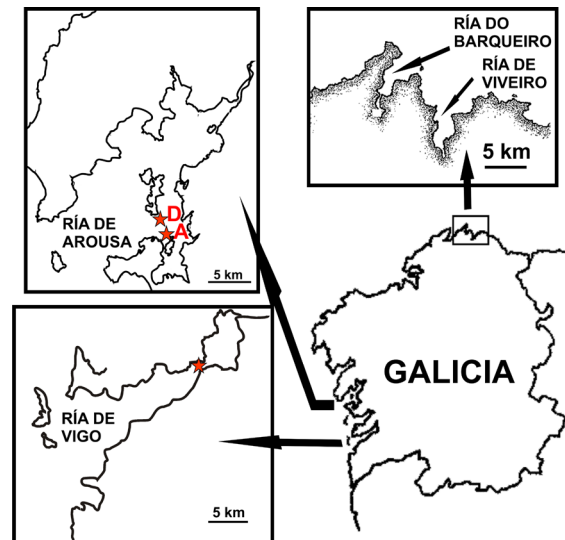 RÍA DO
BARQUEIRO
RÍA DE
VIVEIRO
5 km
D
A
RÍA DE
AROUSA
5 km
GALICIA
RÍA DE
VIGO
5 km